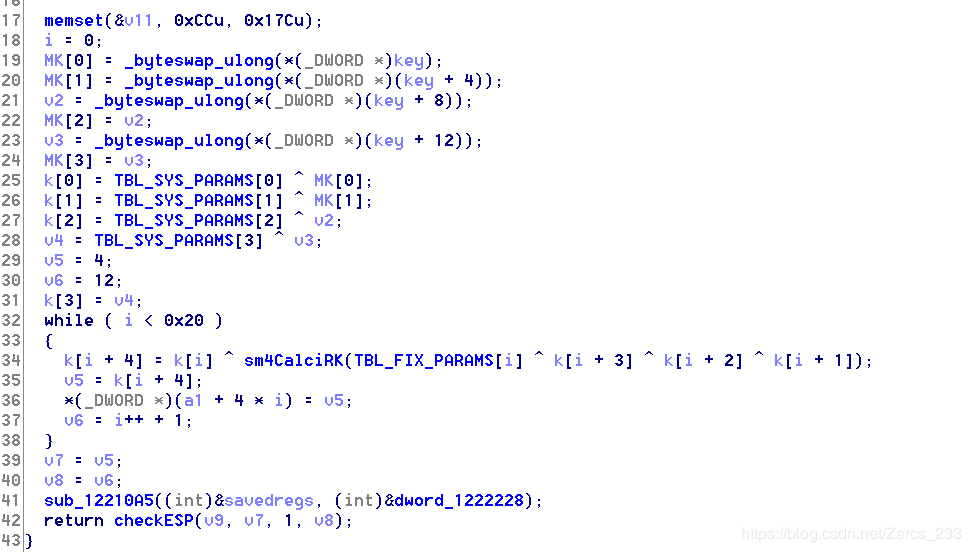 16
17 memset(&v11, 0xCCu, 0x17Cu);
18 i = 0;
19 MK[0] = _byteswap_ulong(*(_DWORD *)key);
20 MK[1] = _byteswap_ulong(*(_DWORD *)(key + 4));
21 v2 = _byteswap_ulong(*(_DWORD *)(key + 8));
22 MK[2] = v2;
23 v3 = _byteswap_ulong(*(_DWORD *)(key + 12));
24 MK[3] = v3;
25 k[0] = TBL_SYS_PARAMS[0] ^ MK[0];
26 k[1] = TBL_SYS_PARAMS[1] ^ MK[1];
27 k[2] = TBL_SYS_PARAMS[2] ^ v2;
28 v4 = TBL_SYS_PARAMS[3] ^ v3;
29 v5 = 4;
30 v6 = 12;
31 k[3] = v4;
32 while ( i < 0x20 )
33 {
34 k[i + 4] = k[i] ^ sm4CalciRK(TBL_FIX_PARAMS[i] ^ k[i + 3] ^ k[i + 2] ^ k[i + 1]);
35 v5 = k[i + 4];
36 *(_DWORD *)(a1 + 4 * i) = v5;
37 v6 = i++ + 1;
38 }
39 v7 = v5;
40 v8 = v6;
41 sub_12210A5((int)&savedregs, (int)&dword_1222228);
42 return checkESP(v9, v7, 1, v8);
43 }
https://blog.csdn.net/Zarcs_233